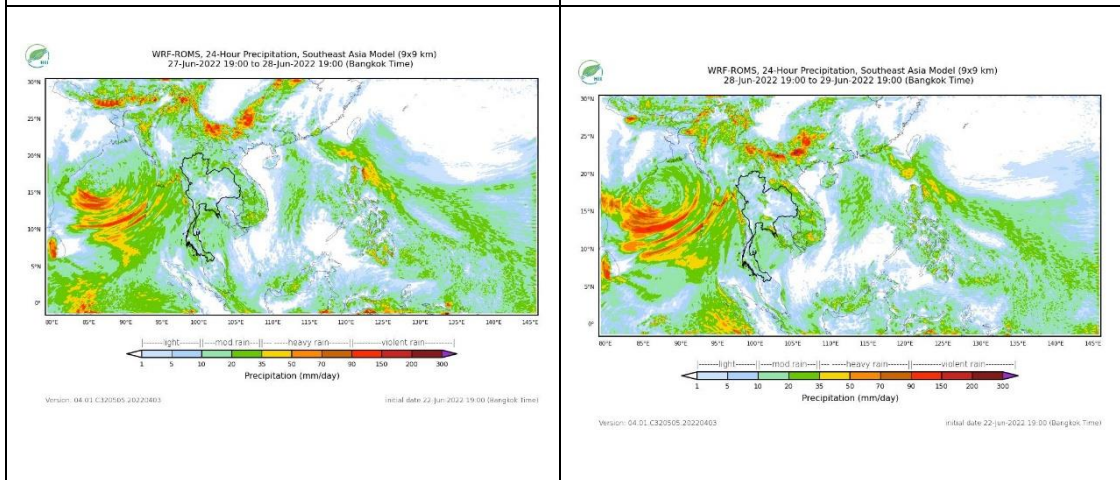 WRF-ROMS, 24-Hour Precipitation, Southeast Asia Model (9x9 km)
27-Jun-2022 19:00 to 28-Jun-2022 19:00 (Bangkok Time)
30°N
25°N
20°N
15°N
10°N
5°N
0°
80°E 85°E 90°E 95°E 100°E 105°E 110°E 115°E 120°E 125°E 130°E 135°E 140°E 145°E
|-------light-------||----mod rain---||--- -----heavy rain-----||------violent rain------|
1 5 10 20 35 50 70 90 150 200 300
Precipitation (mm/day)
Version: 04.01.C320505.20220403 initial date 22-Jun-2022 19:00 (Bangkok Time)
WRF-ROMS, 24-Hour Precipitation, Southeast Asia Model (9x9 km)
28-Jun-2022 19:00 to 29-Jun-2022 19:00 (Bangkok Time)
30°N
25°N
20°N
15°N
10°N
5°N
0°
80°E 85°E 90°E 95°E 100°E 105°E 110°E 115°E 120°E 125°E 130°E 135°E 140°E 145°E
|-------light-------||----mod rain---||--- -----heavy rain-----||------violent rain------|
1 5 10 20 35 50 70 90 150 200 300
Precipitation (mm/day)
Version: 04.01.C320505.20220403 initial date 22-Jun-2022 19:00 (Bangkok Time)